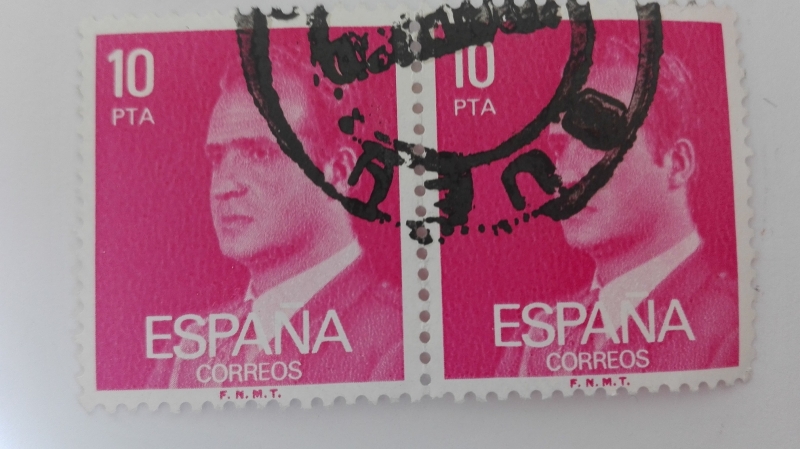 10
PTA
ESPAÑA
CORREOS
F. N. M. T.
10
PTA
ESPAÑA
CORREOS
F. N. M. T.